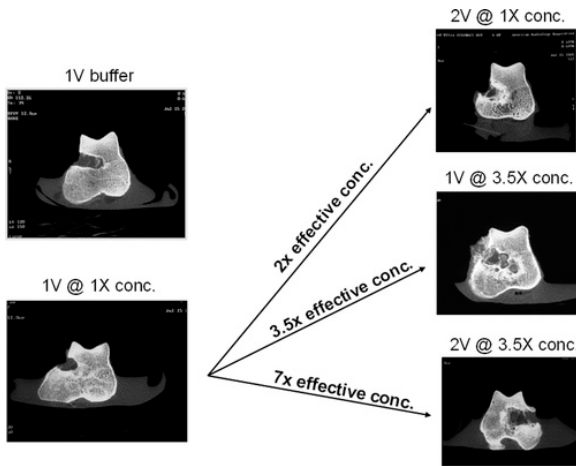 2V @ 1X conc.
1V buffer
1V @ 3.5X conc.
2x effective conc.
1V @ 1X conc.
3.5x effective conc.
7x effective conc.
2V @ 3.5X conc.